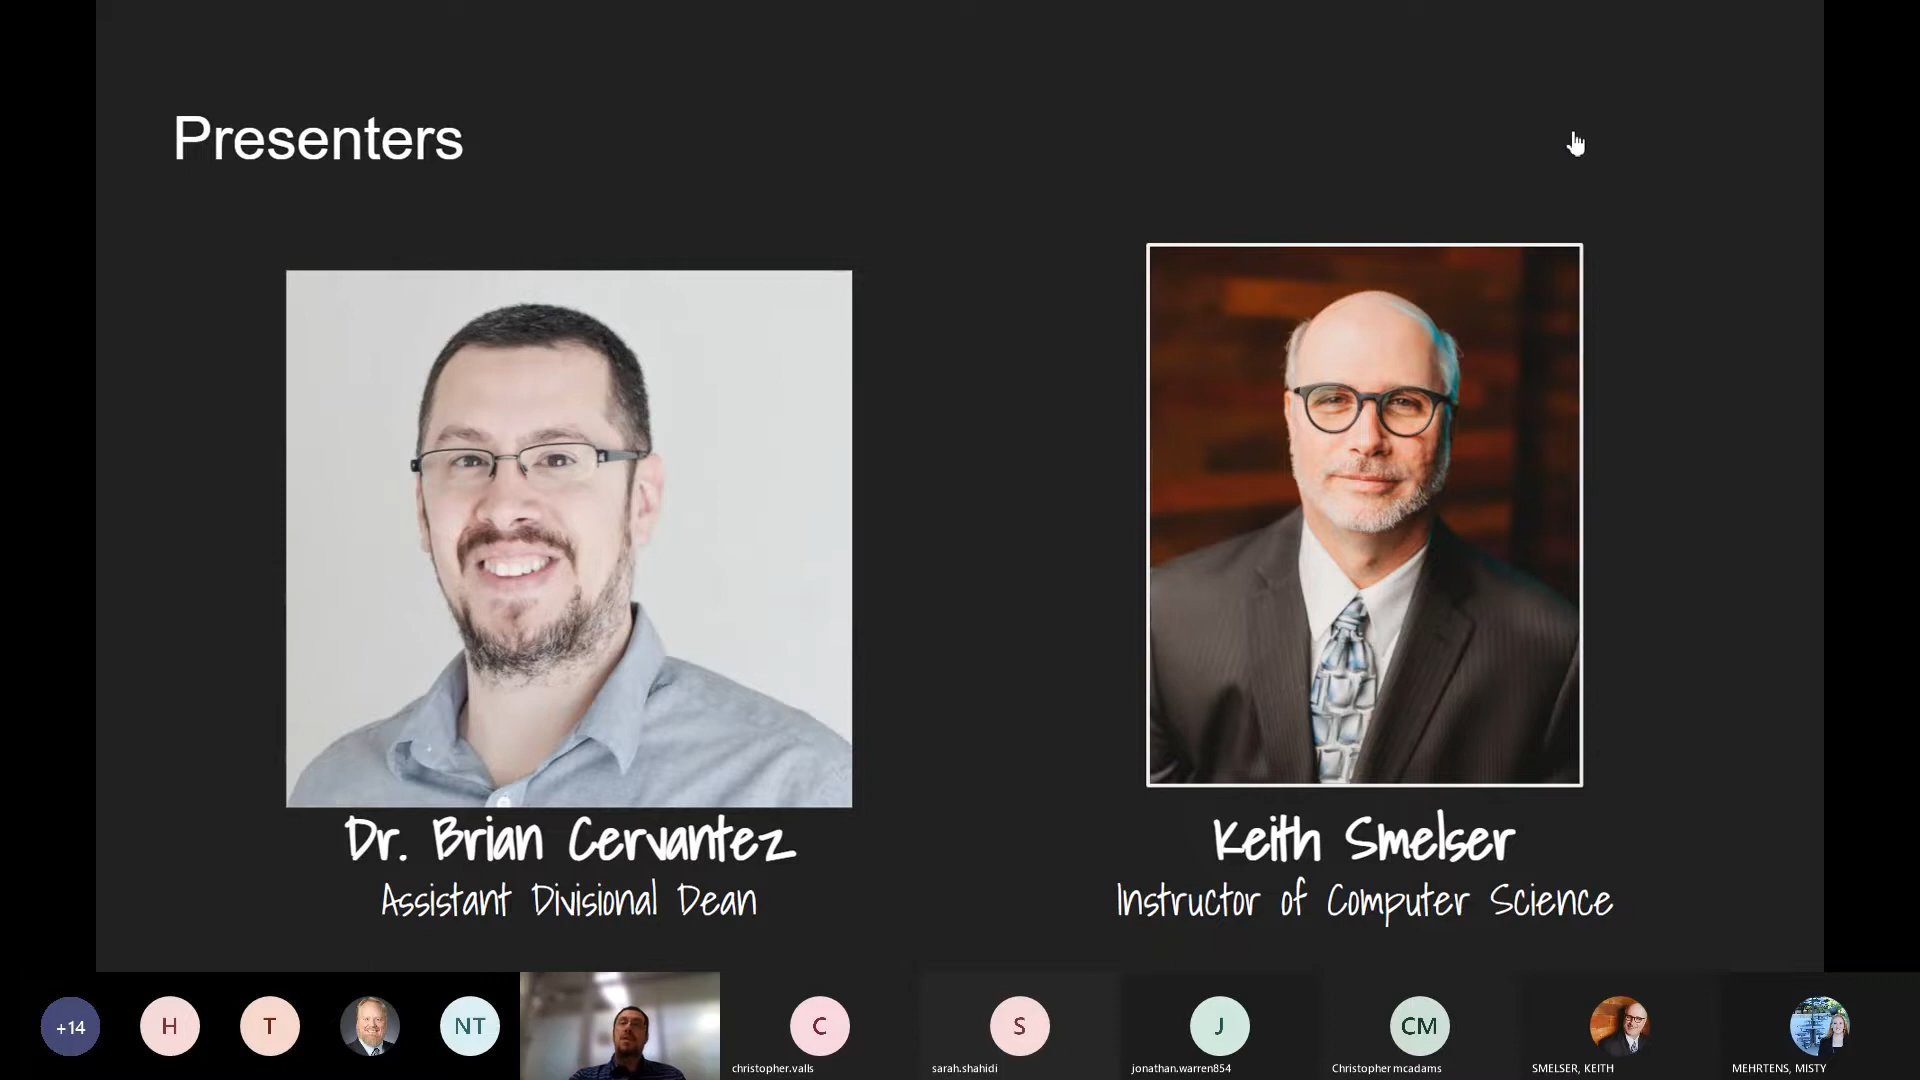 Presenters
Dr. Brian Cervantez
Assistant Divisional Dean
Keith Smelser
Instructor of Computer Science
+14
H
T
NT
C
christopher.valls
S
sarah.shahidi
J
jonathan.warren854
CM
Christopher mcadams
SMELSER, KEITH
MEHRTENS, MISTY